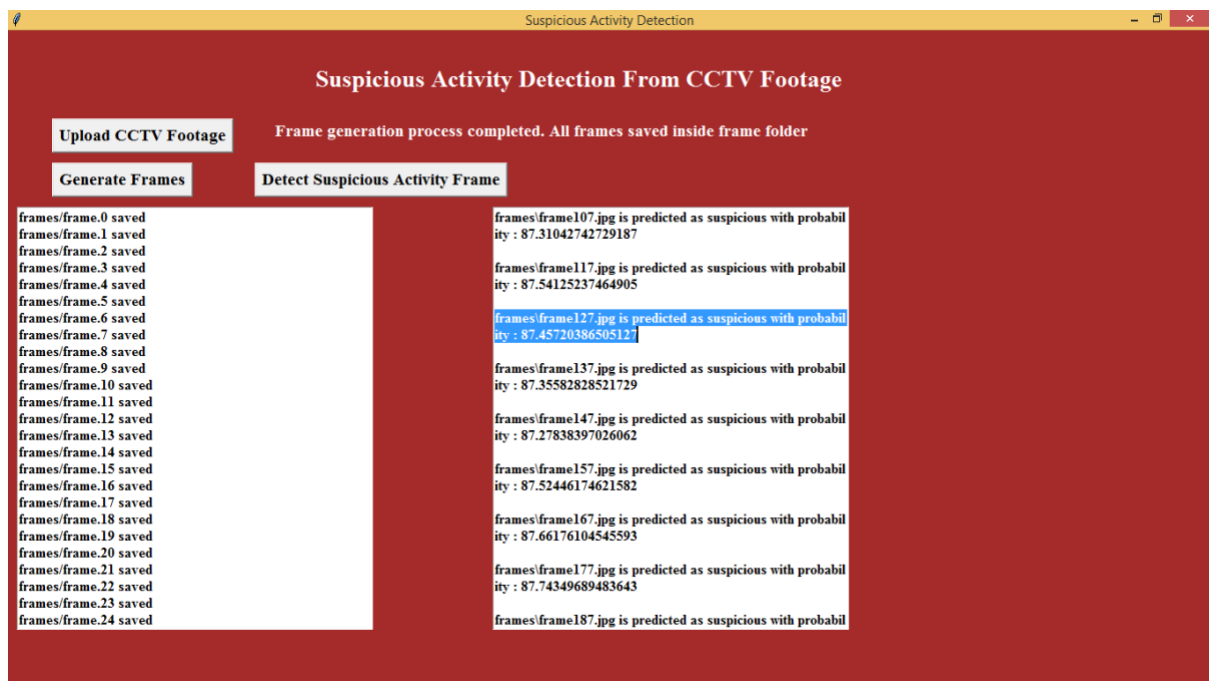 Suspicious Activity Detection
Suspicious Activity Detection From CCTV Footage
Upload CCTV Footage
Frame generation process completed. All frames saved inside frame folder
Generate Frames
Detect Suspicious Activity Frame
frames/frame.0 saved
frames/frame.1 saved
frames/frame.2 saved
frames/frame.3 saved
frames/frame.4 saved
frames/frame.5 saved
frames/frame.6 saved
frames/frame.7 saved
frames/frame.8 saved
frames/frame.9 saved
frames/frame.10 saved
frames/frame.11 saved
frames/frame.12 saved
frames/frame.13 saved
frames/frame.14 saved
frames/frame.15 saved
frames/frame.16 saved
frames/frame.17 saved
frames/frame.18 saved
frames/frame.19 saved
frames/frame.20 saved
frames/frame.21 saved
frames/frame.22 saved
frames/frame.23 saved
frames/frame.24 saved
frames\frame107.jpg is predicted as suspicious with probabil
ity : 87.31042742729187
frames\frame117.jpg is predicted as suspicious with probabil
ity : 87.54125237464905
frames\frame127.jpg is predicted as suspicious with probabil
ity : 87.45720386505127
frames\frame137.jpg is predicted as suspicious with probabil
ity : 87.35582828521729
frames\frame147.jpg is predicted as suspicious with probabil
ity : 87.27838397026062
frames\frame157.jpg is predicted as suspicious with probabil
ity : 87.52446174621582
frames\frame167.jpg is predicted as suspicious with probabil
ity : 87.66176104545593
frames\frame177.jpg is predicted as suspicious with probabil
ity : 87.74349689483643
frames\frame187.jpg is predicted as suspicious with probabil